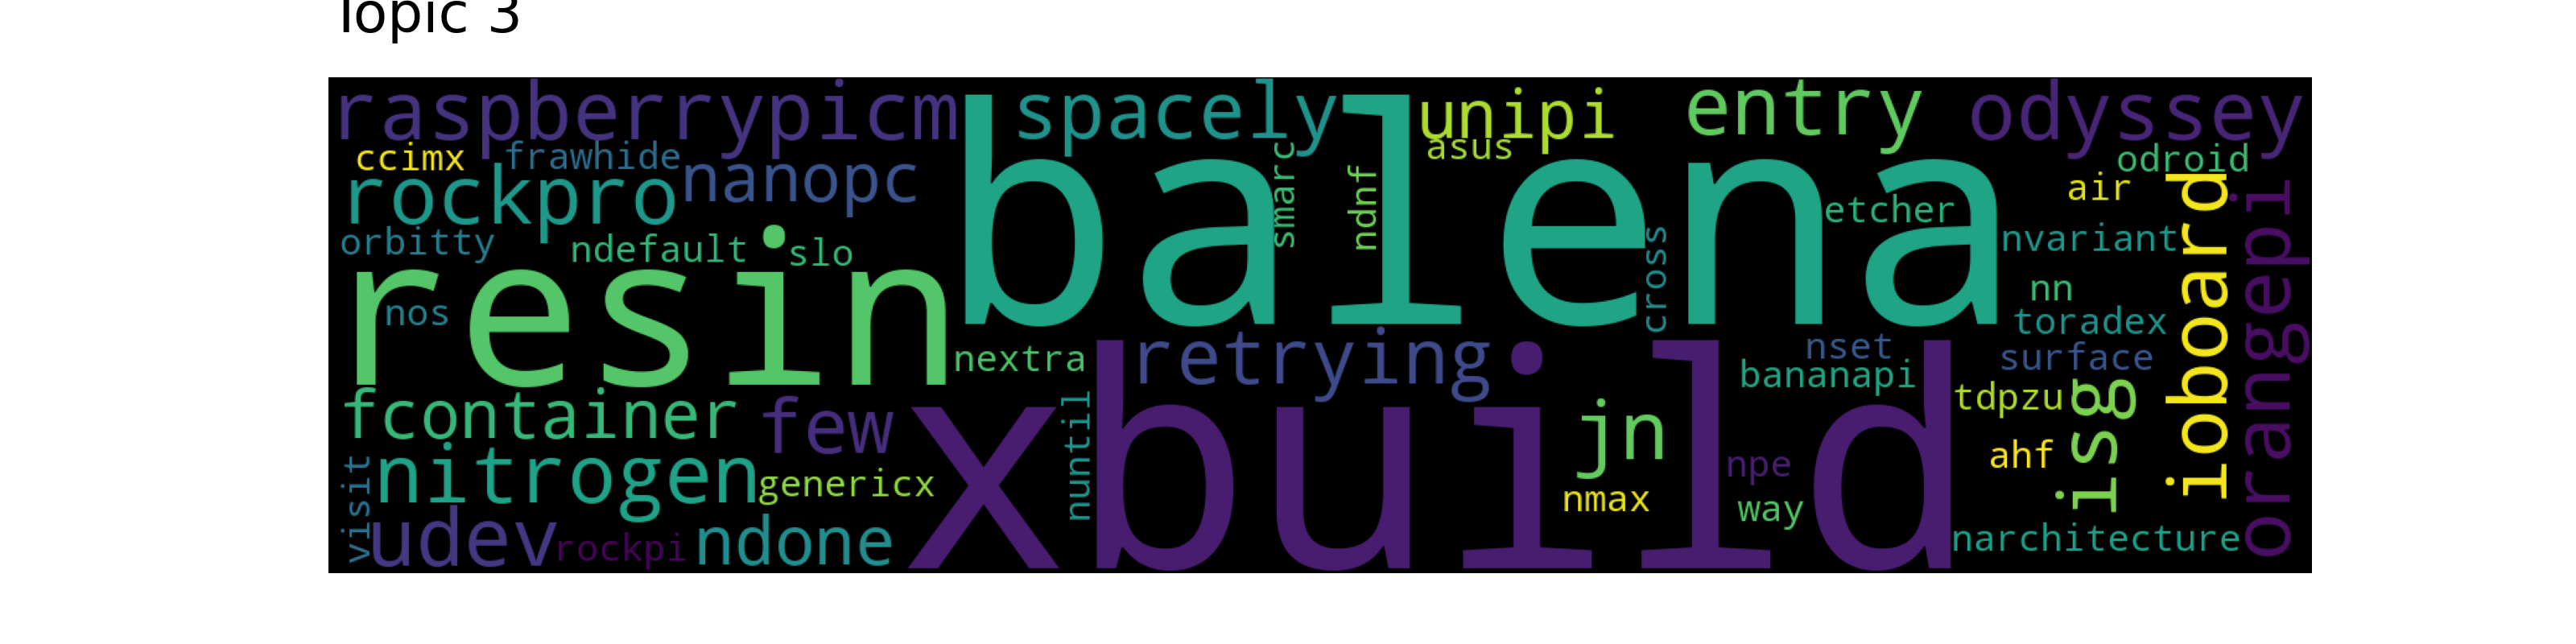 Topic 3
raspberrypicm
spacely
unipi
entry
odyssey
ccimx
frawhide
nanopc
balena
asus
odroid
rockpro
smarc
ndnf
etcher
air
orbitty
ndefault
slo
cross
nvariant
ioboard
orangepi
resin
nos
nn
toradex
nextra
retrying
nset
surface
bananapi
fcontainer
few
nuntil
xbuild
jn
tdpzu
isg
nitrogen
genericx
nmax
npe
way
ahf
visit
udev
rockpi
ndone
narchitecture